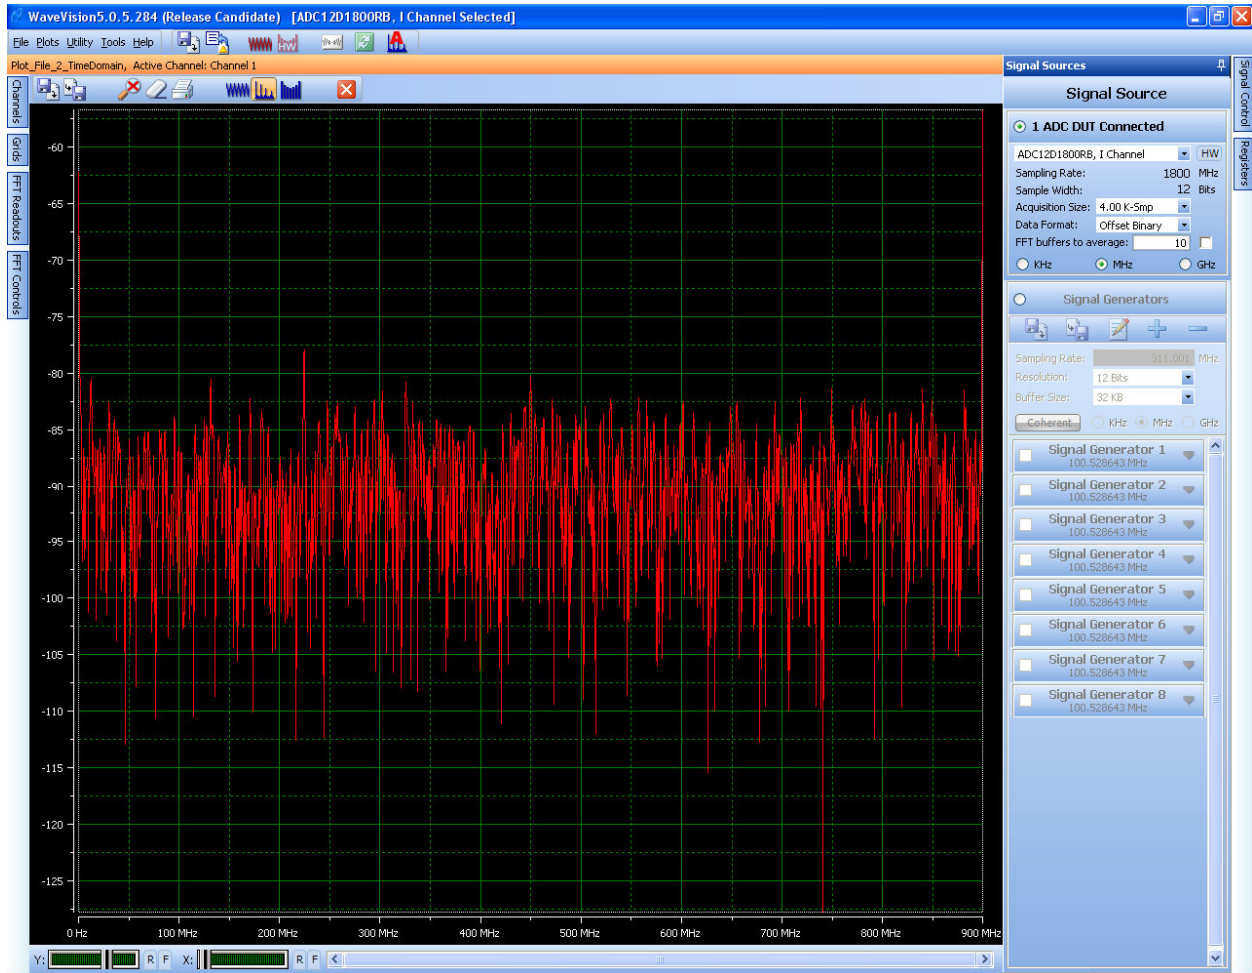 WaveVision5.0.5.284 (Release Candidate) [ADC12D1800RB, I Channel Selected]
File Plots Utility Tools Help
HW
A
Plot_File_2_TimeDomain, Active Channel: Channel 1
Channels
Grids
FFT Readouts
FFT Controls
-60
-65
-70
-75
-80
-85
-90
-95
-100
-105
-110
-115
-120
-125
0 Hz 100 MHz 200 MHz 300 MHz 400 MHz 500 MHz 600 MHz 700 MHz 800 MHz 900 MHz
Y: R F X: R F
Signal Sources
Signal Source
1 ADC DUT Connected
ADC12D1800RB, I Channel HW
Sampling Rate: 1800 MHz
Sample Width: 12 Bits
Acquisition Size: 4.00 K-Smp
Data Format: Offset Binary
FFT buffers to average: 10
KHz MHz GHz
Signal Generators
Sampling Rate: 311.001 MHz
Resolution: 12 Bits
Buffer Size: 32 KB
Coherent KHz MHz GHz
Signal Generator 1
100.528643 MHz
Signal Generator 2
100.528643 MHz
Signal Generator 3
100.528643 MHz
Signal Generator 4
100.528643 MHz
Signal Generator 5
100.528643 MHz
Signal Generator 6
100.528643 MHz
Signal Generator 7
100.528643 MHz
Signal Generator 8
100.528643 MHz
Signal Control
Registers